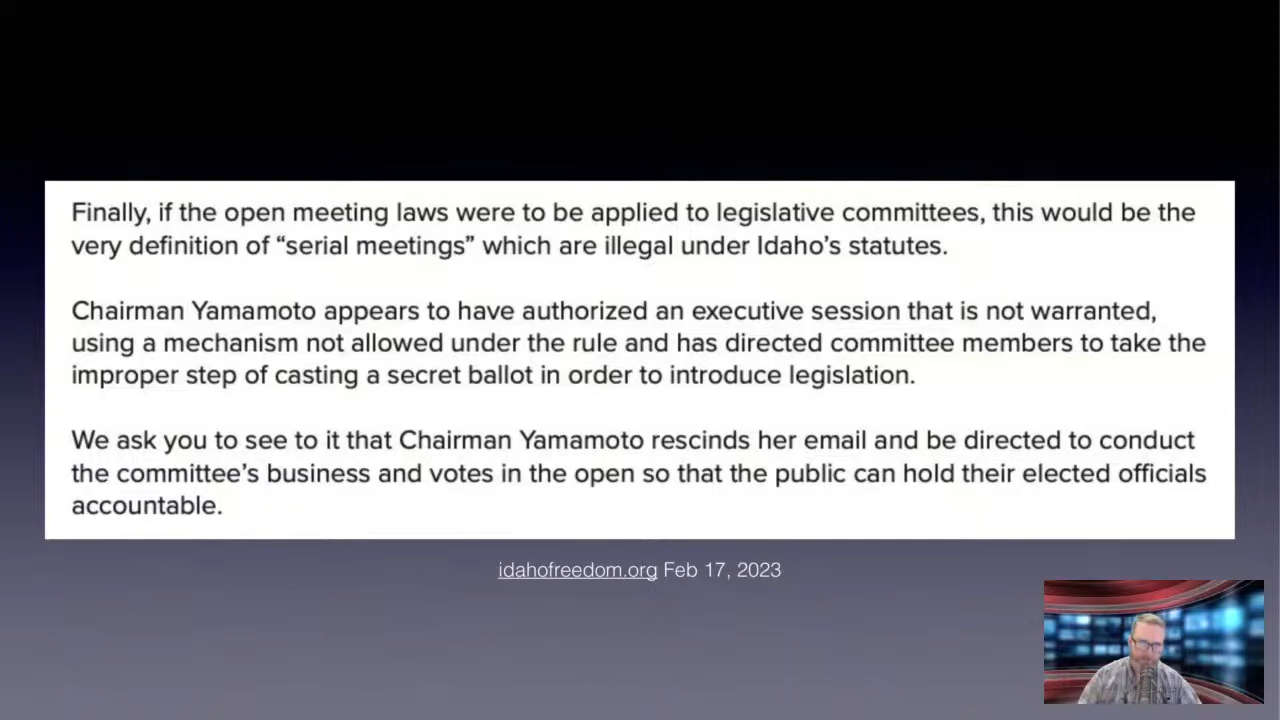 Finally, if the open meeting laws were to be applied to legislative committees, this would be the
very definition of “serial meetings” which are illegal under Idaho’s statutes.
Chairman Yamamoto appears to have authorized an executive session that is not warranted,
using a mechanism not allowed under the rule and has directed committee members to take the
improper step of casting a secret ballot in order to introduce legislation.
We ask you to see to it that Chairman Yamamoto rescinds her email and be directed to conduct
the committee’s business and votes in the open so that the public can hold their elected officials
accountable.
idahofreedom.org Feb 17, 2023